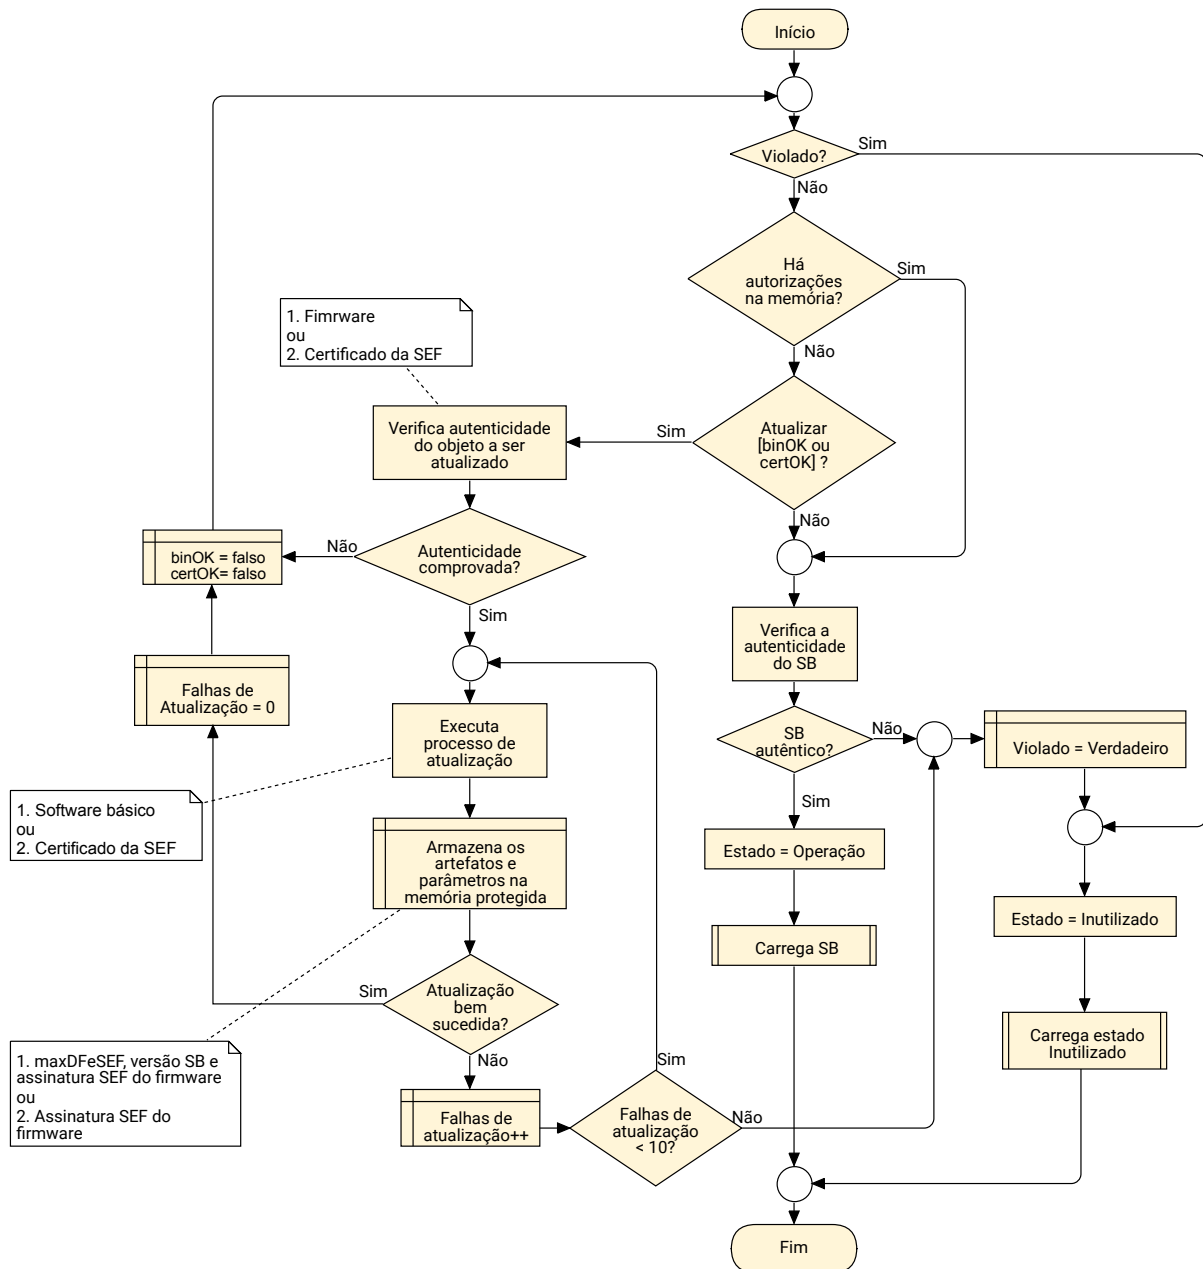 Início
Violado?
Sim
Não
Há
autorizações
na memória?
Sim
Não
1. Fimrware
ou
2. Certificado da SEF
Atualizar
[binOK ou
certOK] ?
Sim
Não
Verifica autenticidade
do objeto a ser
atualizado
Autenticidade
comprovada?
Não
Sim
binOK = falso
certOK= falso
Falhas de
Atualização = 0
Executa
processo de
atualização
1. Software básico
ou
2. Certificado da SEF
Armazena os
artefatos e
parâmetros na
memória protegida
Atualização
bem
sucedida?
Sim
Não
1. maxDFeSEF, versão SB e
assinatura SEF do firmware
ou
2. Assinatura SEF do
firmware
Falhas de
atualização++
Falhas de
atualização
< 10?
Sim
Não
Verifica a
autenticidade
do SB
SB
autêntico?
Não
Sim
Estado = Operação
Carrega SB
Violado = Verdadeiro
Estado = Inutilizado
Carrega estado
Inutilizado
Fim